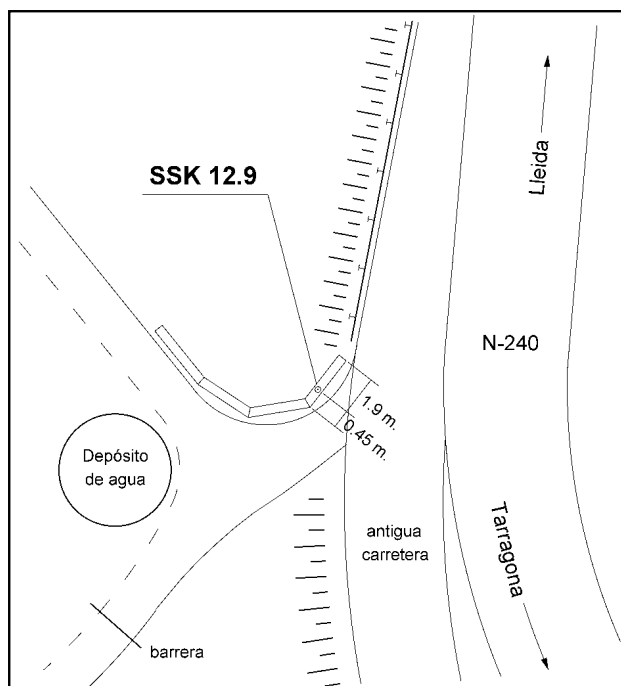 SSK 12.9
Lleida
N-240
1.9 m.
0.45 m.
Depósito
de agua
antigua
carretera
Tarragona
barrera